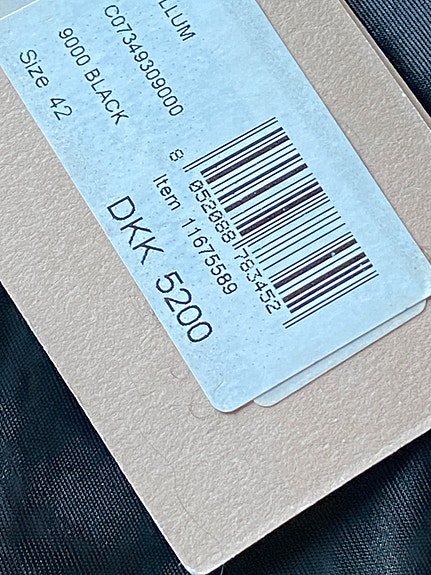 LLUM
C07349309000
9000 BLACK
Size 42
8 052088 783452
Item 11675589
DKK 5200